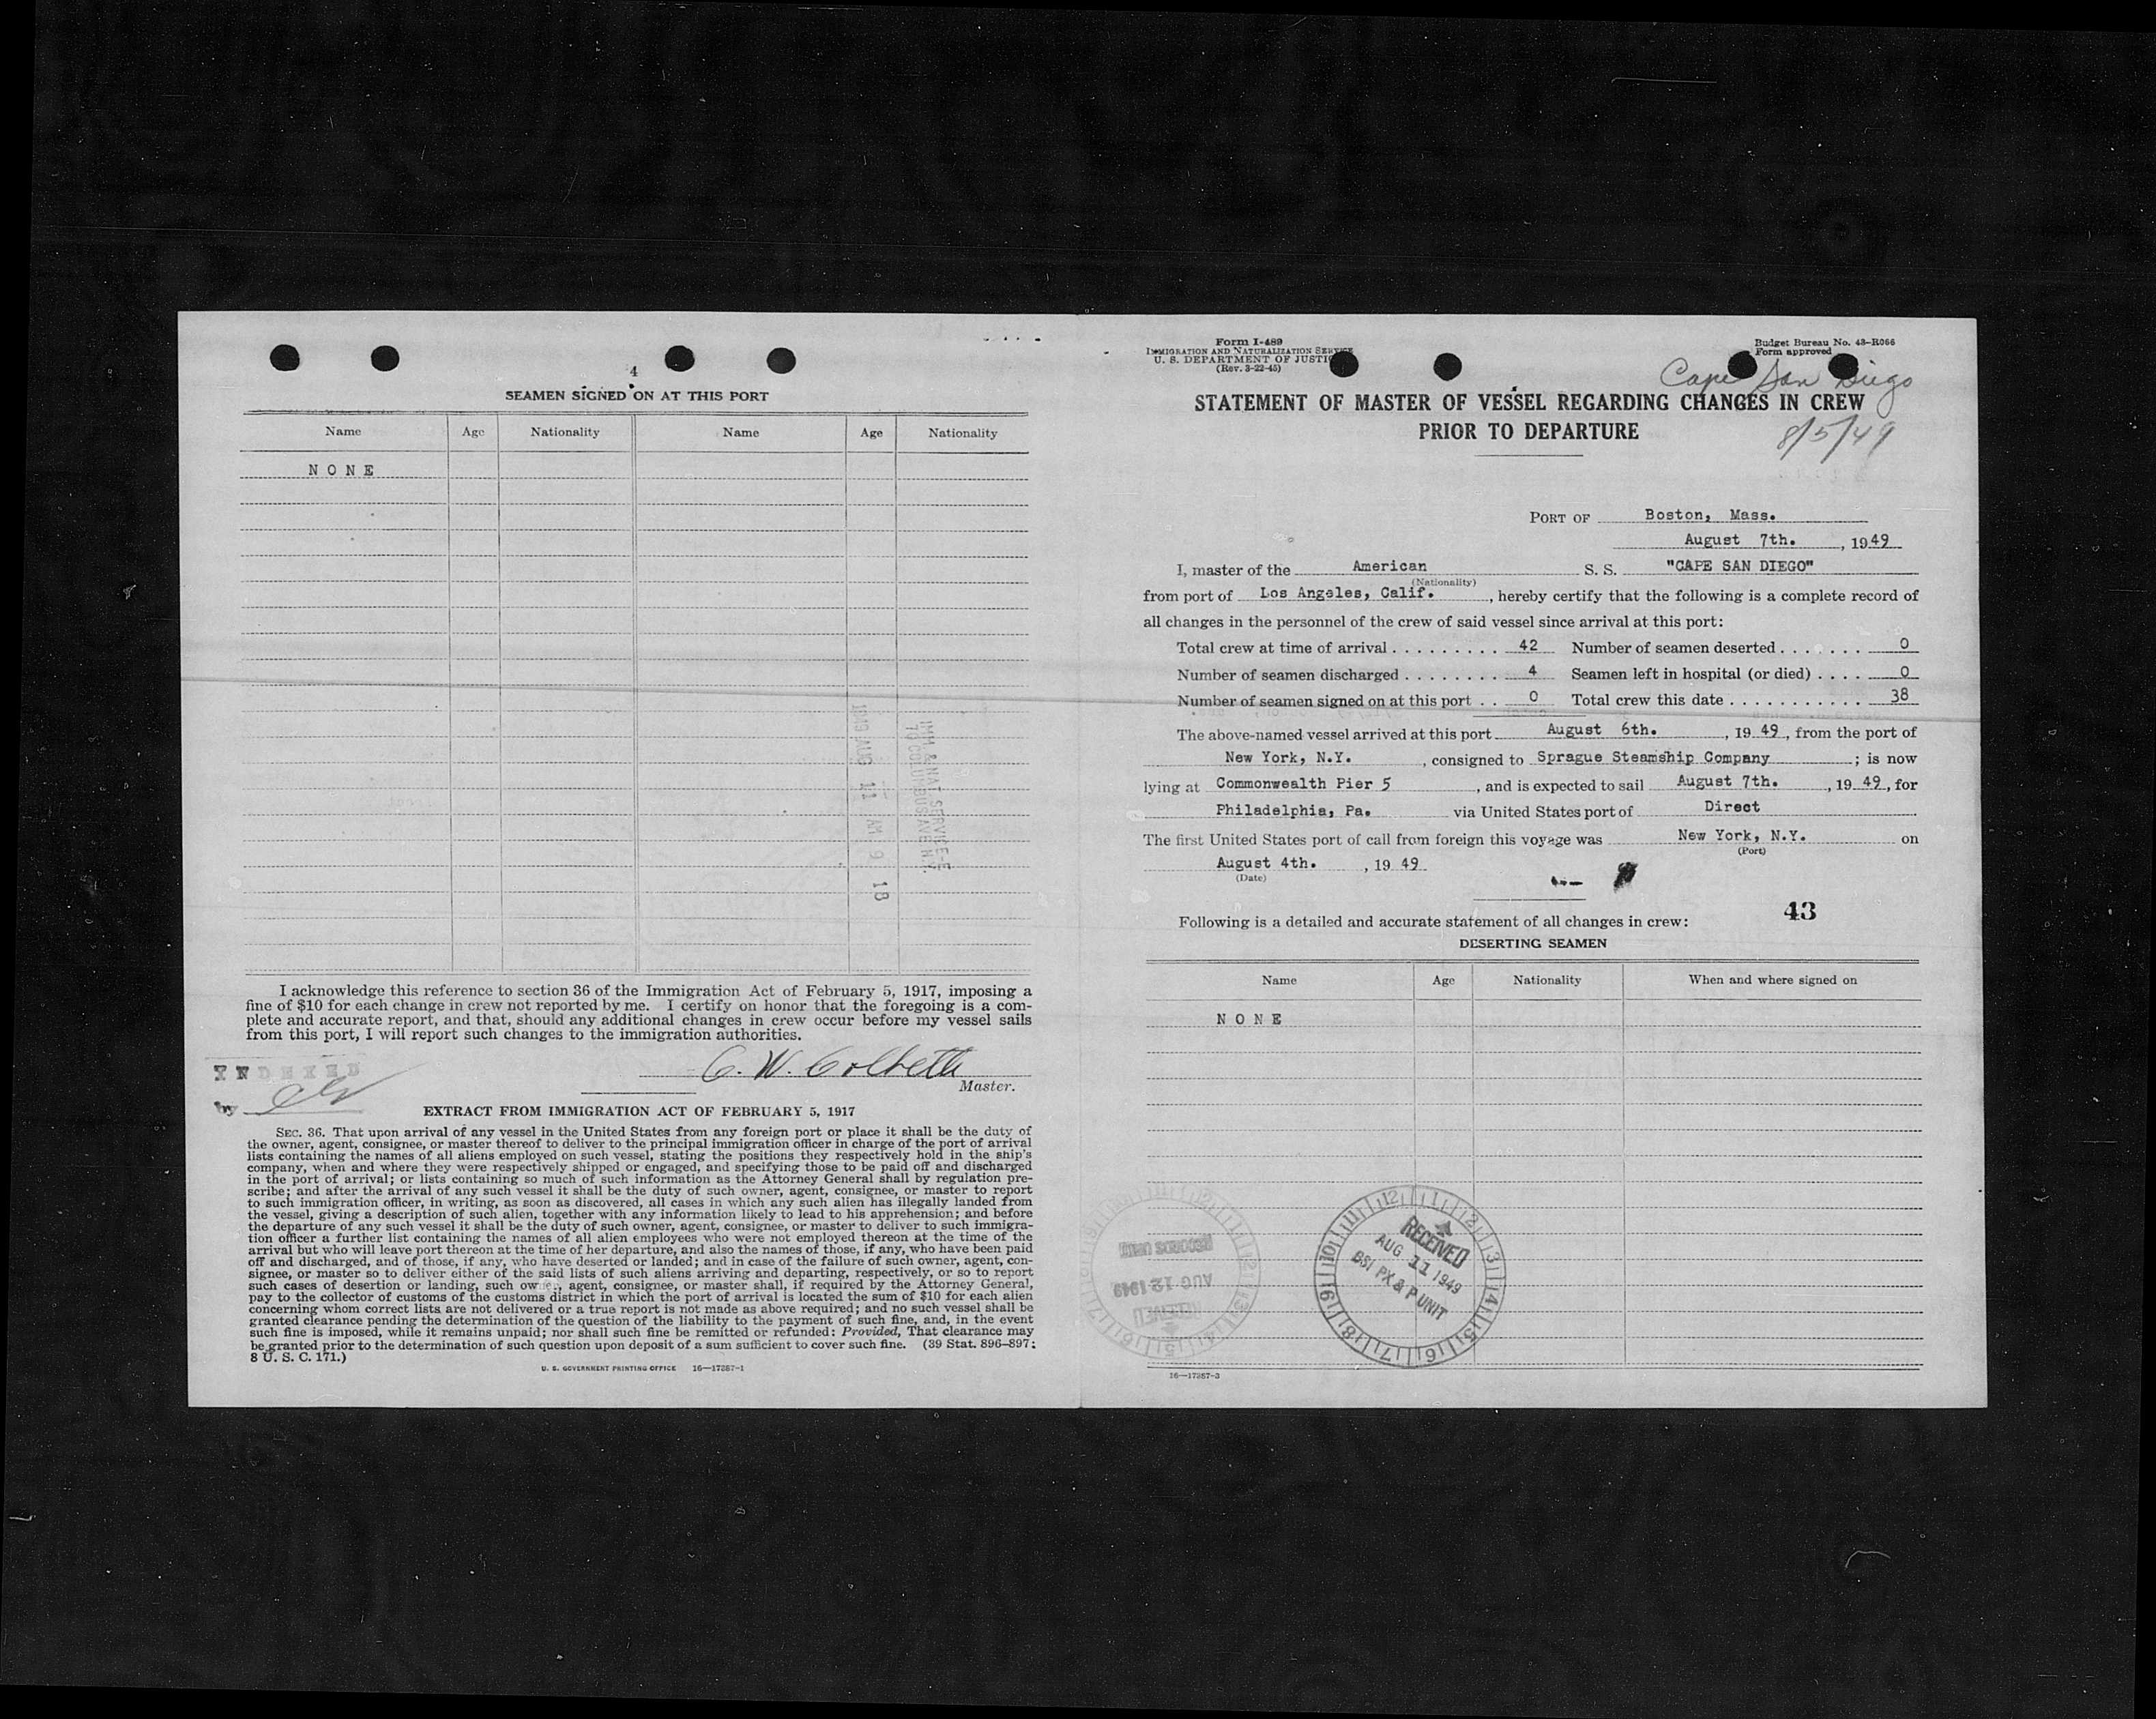 4
SEAMEN SIGNED ON AT THIS PORT
Name Age Nationality Name Age Nationality
N O N E
1949 AUG 11 AM 9 18
IMM & NAT SERVICE
70 COLUMBUS AVE N.Y.
I acknowledge this reference to section 36 of the Immigration Act of February 5, 1917, imposing a
fine of $10 for each change in crew not reported by me. I certify on honor that the foregoing is a com-
plete and accurate report, and that, should any additional changes in crew occur before my vessel sails
from this port, I will report such changes to the immigration authorities.
INDEXED
C. W. Colbeth
Master.
by
EXTRACT FROM IMMIGRATION ACT OF FEBRUARY 5, 1917
SEC. 36. That upon arrival of any vessel in the United States from any foreign port or place it shall be the duty of
the owner, agent, consignee, or master thereof to deliver to the principal immigration officer in charge of the port of arrival
lists containing the names of all aliens employed on such vessel, stating the positions they respectively hold in the ship's
company, when and where they were respectively shipped or engaged, and specifying those to be paid off and discharged
in the port of arrival; or lists containing so much of such information as the Attorney General shall by regulation pre-
scribe; and after the arrival of any such vessel it shall be the duty of such owner, agent, consignee, or master to report
to such immigration officer, in writing, as soon as discovered, all cases in which any such alien has illegally landed from
the vessel, giving a description of such alien, together with any information likely to lead to his apprehension; and before
the departure of any such vessel it shall be the duty of such owner, agent, consignee, or master to deliver to such immigra-
tion officer a further list containing the names of all alien employees who were not employed thereon at the time of the
arrival but who will leave port thereon at the time of her departure, and also the names of those, if any, who have been paid
off and discharged, and of those, if any, who have deserted or landed; and in case of the failure of such owner, agent, con-
signee, or master so to deliver either of the said lists of such aliens arriving and departing, respectively, or so to report
such cases of desertion or landing, such owner, agent, consignee, or master shall, if required by the Attorney General,
pay to the collector of customs of the customs district in which the port of arrival is located the sum of $10 for each alien
concerning whom correct lists are not delivered or a true report is not made as above required; and no such vessel shall be
granted clearance pending the determination of the question of the liability to the payment of such fine, and, in the event
such fine is imposed, while it remains unpaid; nor shall such fine be remitted or refunded: Provided, That clearance may
be granted prior to the determination of such question upon deposit of a sum sufficient to cover such fine. (39 Stat. 896-897;
8 U. S. C. 171.)
U. S. GOVERNMENT PRINTING OFFICE 16—17387-1
Form I-489
IMMIGRATION AND NATURALIZATION SERVICE
U. S. DEPARTMENT OF JUSTICE
(Rev. 3-22-45)
Budget Bureau No. 43-R066
Form approved
Cape San Diego
STATEMENT OF MASTER OF VESSEL REGARDING CHANGES IN CREW
PRIOR TO DEPARTURE
8/5/49
PORT OF Boston, Mass.
August 7th. , 1949
I, master of the American S. S. "CAPE SAN DIEGO"
(Nationality)
from port of Los Angeles, Calif. , hereby certify that the following is a complete record of
all changes in the personnel of the crew of said vessel since arrival at this port:
Total crew at time of arrival . . . . . . . . . 42 Number of seamen deserted . . . . . . . 0
Number of seamen discharged . . . . . . . . 4 Seamen left in hospital (or died) . . . . 0
Number of seamen signed on at this port . . 0 Total crew this date . . . . . . . . . . . 38
The above-named vessel arrived at this port August 6th. , 19 49 , from the port of
New York, N.Y. , consigned to Sprague Steamship Company ; is now
lying at Commonwealth Pier 5 , and is expected to sail August 7th. , 19 49 , for
Philadelphia, Pa. via United States port of Direct
The first United States port of call from foreign this voyage was New York, N.Y. on
(Port)
August 4th. , 19 49
(Date)
43
Following is a detailed and accurate statement of all changes in crew:
DESERTING SEAMEN
Name Age Nationality When and where signed on
N O N E
RECEIVED
AUG 11 1949
BSI PX & P UNIT
AUG 12 1949
RECEIVED
16—17387-3